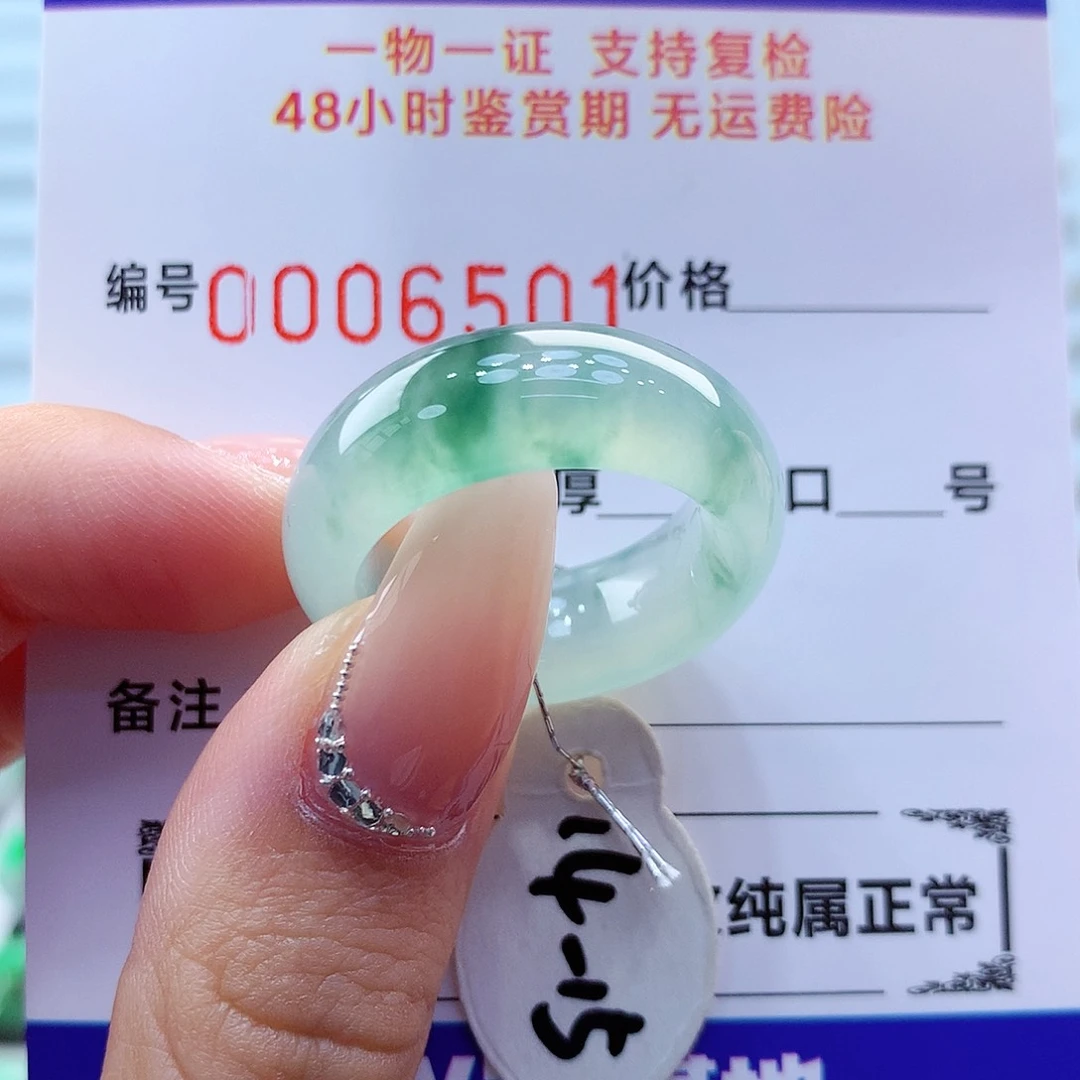 一物一证 支持复检
48小时鉴赏期 无运费险
编号0006501价格
厚 口 号
备注
纯属正常
14-15